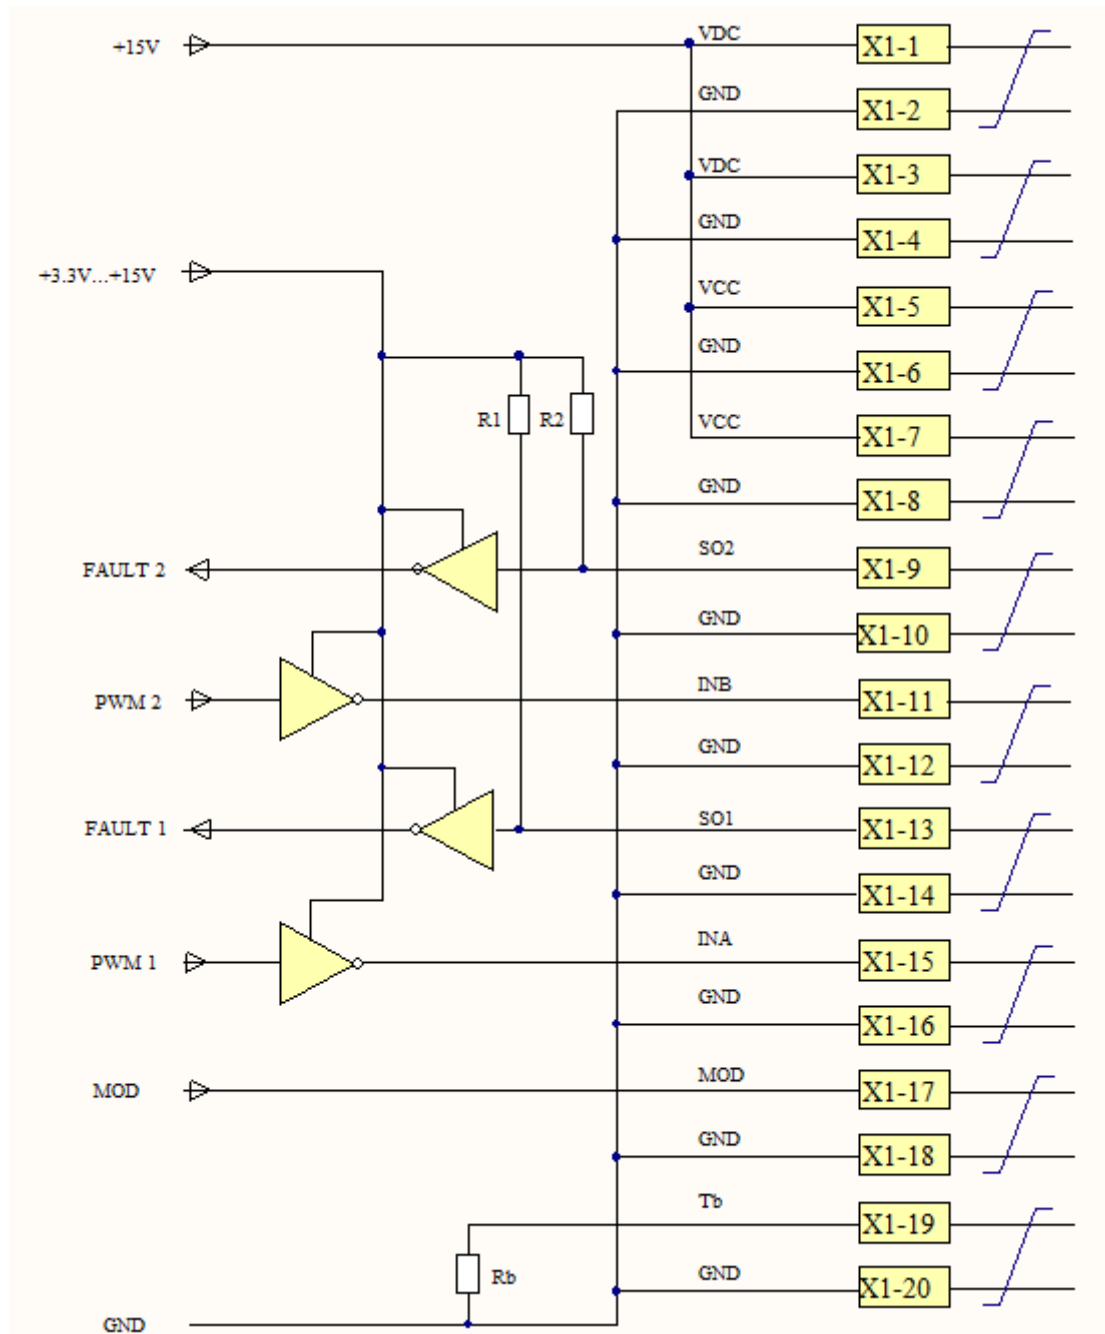 +15V
VDC
X1-1
GND
X1-2
VDC
X1-3
GND
X1-4
+3.3V...+15V
VCC
X1-5
GND
X1-6
R1
R2
VCC
X1-7
GND
X1-8
FAULT 2
SO2
X1-9
GND
X1-10
PWM 2
INB
X1-11
GND
X1-12
FAULT 1
SO1
X1-13
GND
X1-14
PWM 1
INA
X1-15
GND
X1-16
MOD
MOD
X1-17
GND
X1-18
Tb
X1-19
Rb
GND
X1-20
GND